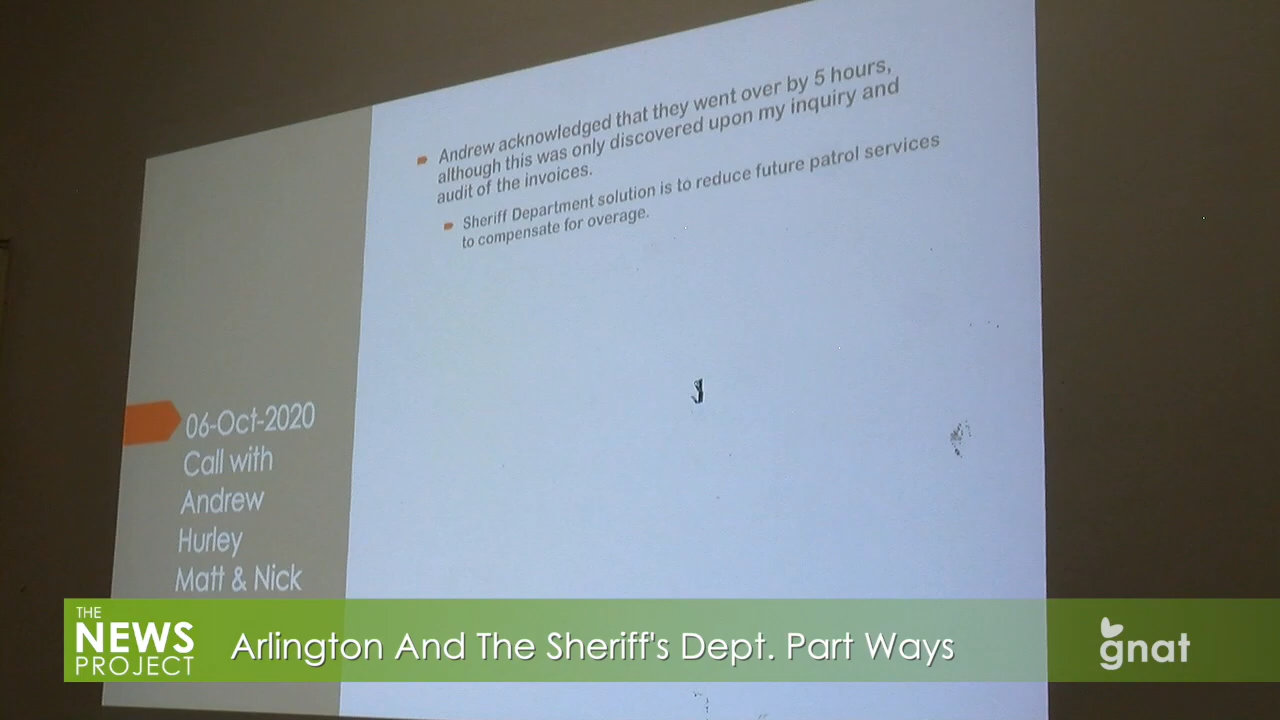 Andrew acknowledged that they went over by 5 hours,
although this was only discovered upon my inquiry and
audit of the invoices.
Sheriff Department solution is to reduce future patrol services
to compensate for overage.
06-Oct-2020
Call with
Andrew
Hurley
Matt & Nick
THE
NEWS
PROJECT
Arlington And The Sheriff's Dept. Part Ways
gnat